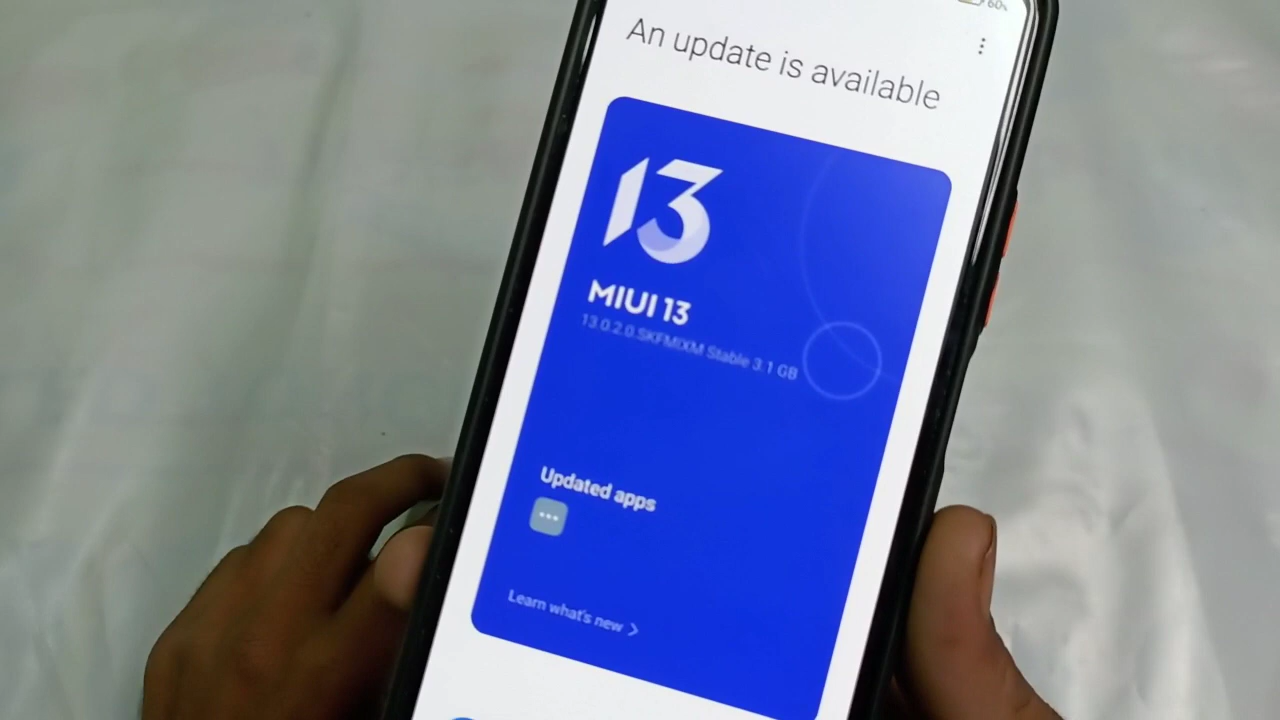 60%
An update is available
13
MIUI 13
13.0.2.0.SKFMIXM Stable 3.1 GB
Updated apps
Learn what's new >